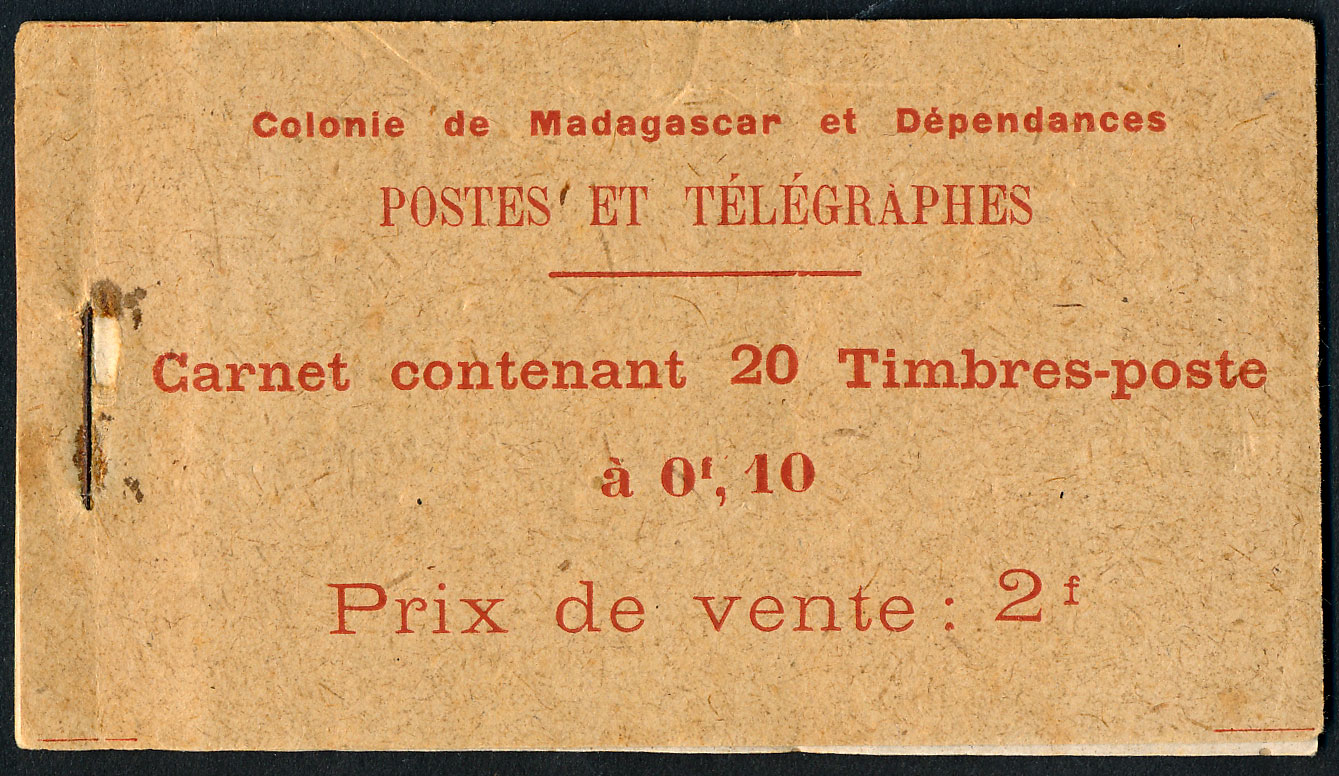 Colonie de Madagascar et Dépendances
POSTES ET TÉLÉGRAPHES
Carnet contenant 20 Timbres-poste
à 0f, 10
Prix de vente : 2f